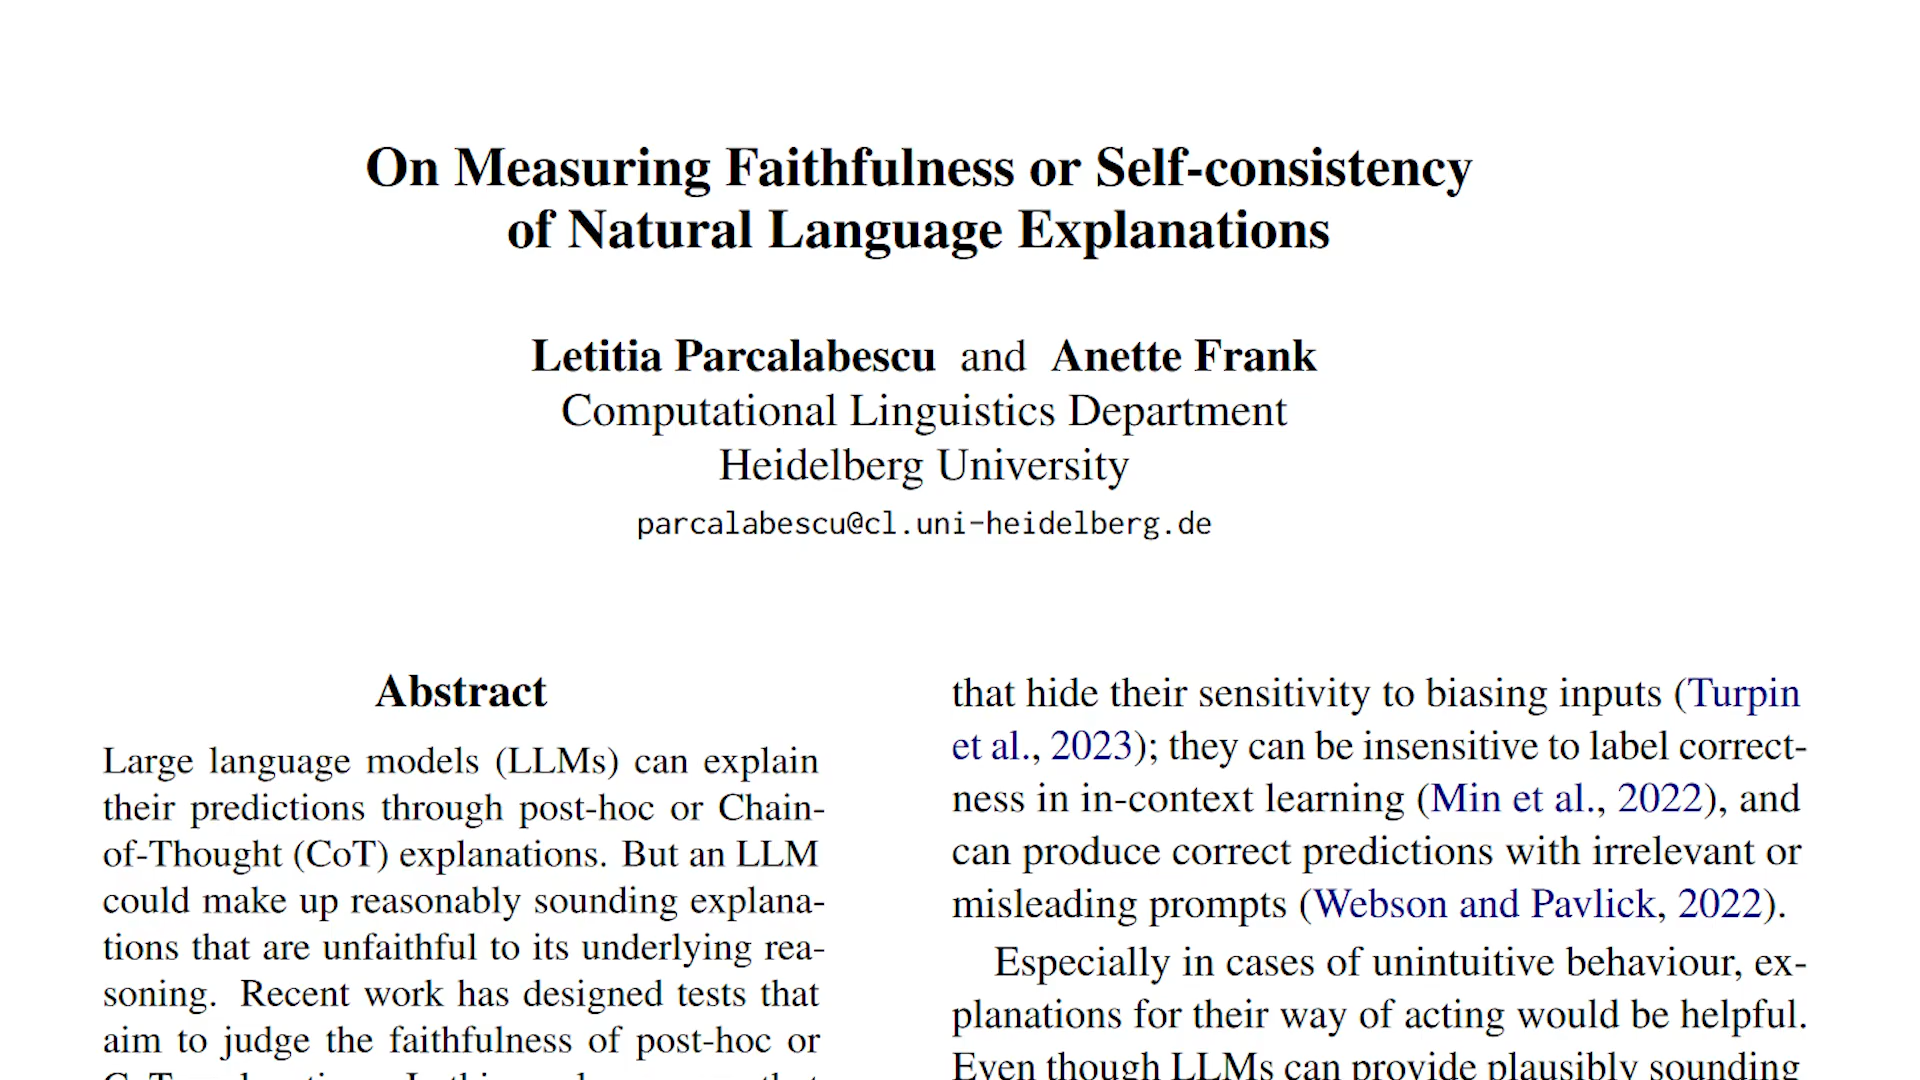 On Measuring Faithfulness or Self-consistency
of Natural Language Explanations
Letitia Parcalabescu and Anette Frank
Computational Linguistics Department
Heidelberg University
parcalabescu@cl.uni-heidelberg.de
Abstract
Large language models (LLMs) can explain
their predictions through post-hoc or Chain-
of-Thought (CoT) explanations. But an LLM
could make up reasonably sounding explana-
tions that are unfaithful to its underlying rea-
soning. Recent work has designed tests that
aim to judge the faithfulness of post-hoc or
that hide their sensitivity to biasing inputs (Turpin
et al., 2023); they can be insensitive to label correct-
ness in in-context learning (Min et al., 2022), and
can produce correct predictions with irrelevant or
misleading prompts (Webson and Pavlick, 2022).
Especially in cases of unintuitive behaviour, ex-
planations for their way of acting would be helpful.
Even though LLMs can provide plausibly sounding